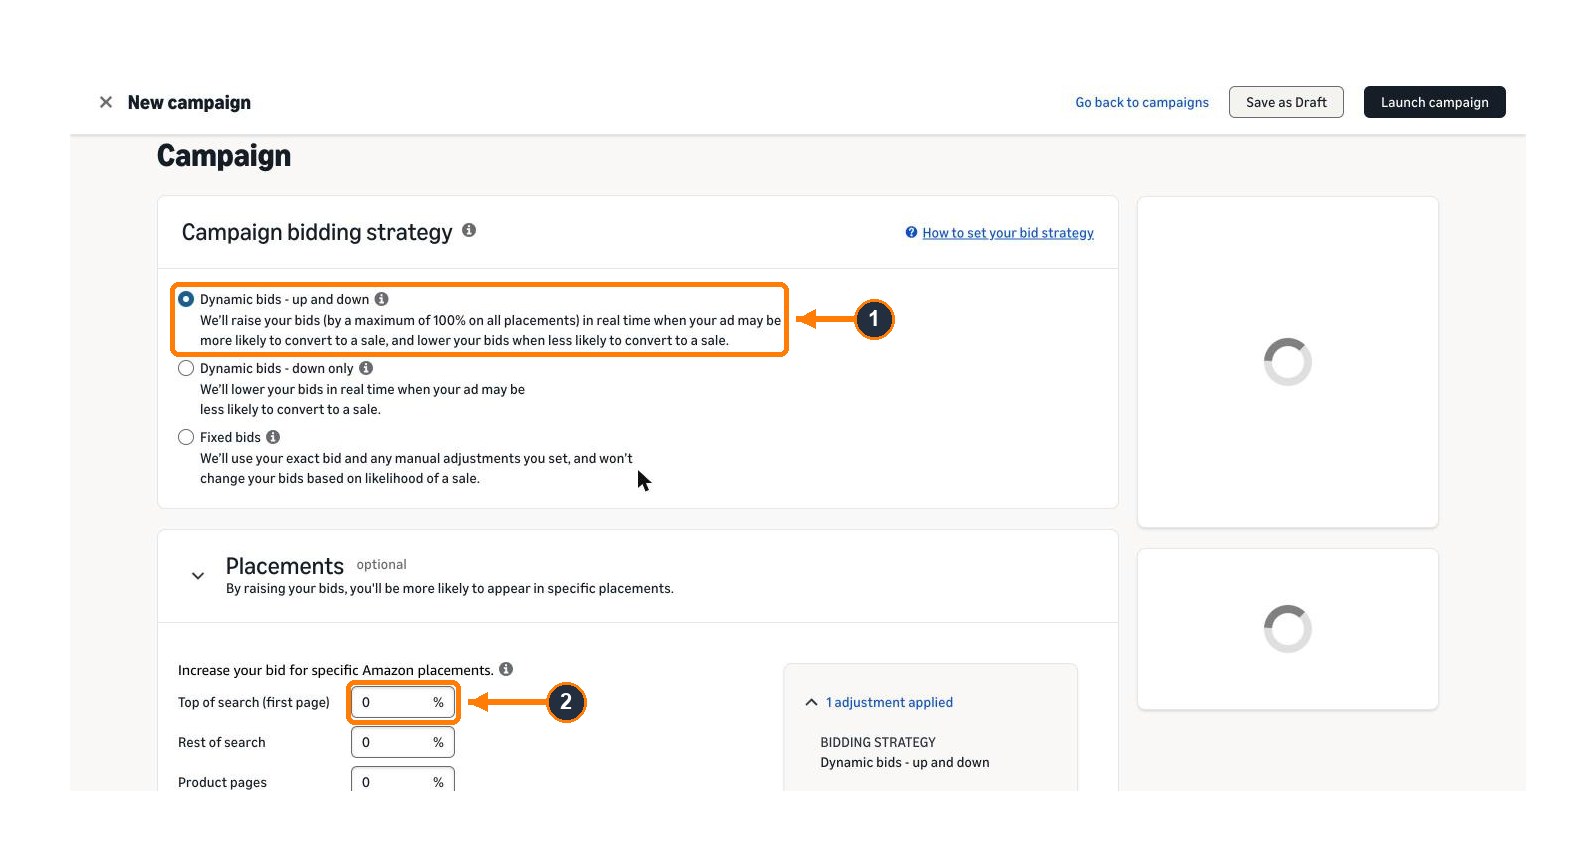 New campaign
Go back to campaigns
Save as Draft
Launch campaign
Campaign
Campaign bidding strategy
How to set your bid strategy
Dynamic bids - up and down
We'll raise your bids (by a maximum of 100% on all placements) in real time when your ad may be
more likely to convert to a sale, and lower your bids when less likely to convert to a sale.
1
Dynamic bids - down only
We'll lower your bids in real time when your ad may be
less likely to convert to a sale.
Fixed bids
We'll use your exact bid and any manual adjustments you set, and won't
change your bids based on likelihood of a sale.
Placements optional
By raising your bids, you'll be more likely to appear in specific placements.
Increase your bid for specific Amazon placements.
Top of search (first page) 0 %
2
Rest of search 0 %
Product pages 0 %
1 adjustment applied
BIDDING STRATEGY
Dynamic bids - up and down